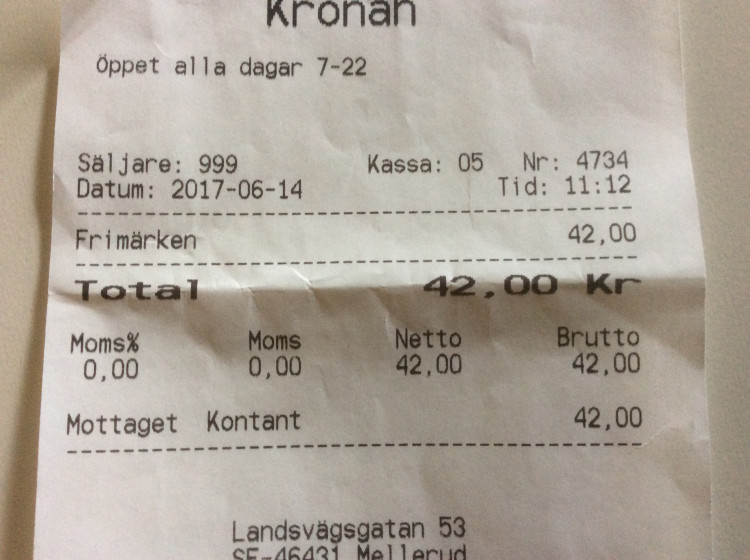 Kronan
Öppet alla dagar 7-22
Säljare: 999 Kassa: 05 Nr: 4734
Datum: 2017-06-14 Tid: 11:12
Frimärken 42,00
Total 42,00 Kr
Moms% Moms Netto Brutto
0,00 0,00 42,00 42,00
Mottaget Kontant 42,00
Landsvägsgatan 53
SE-46431 Mellerud